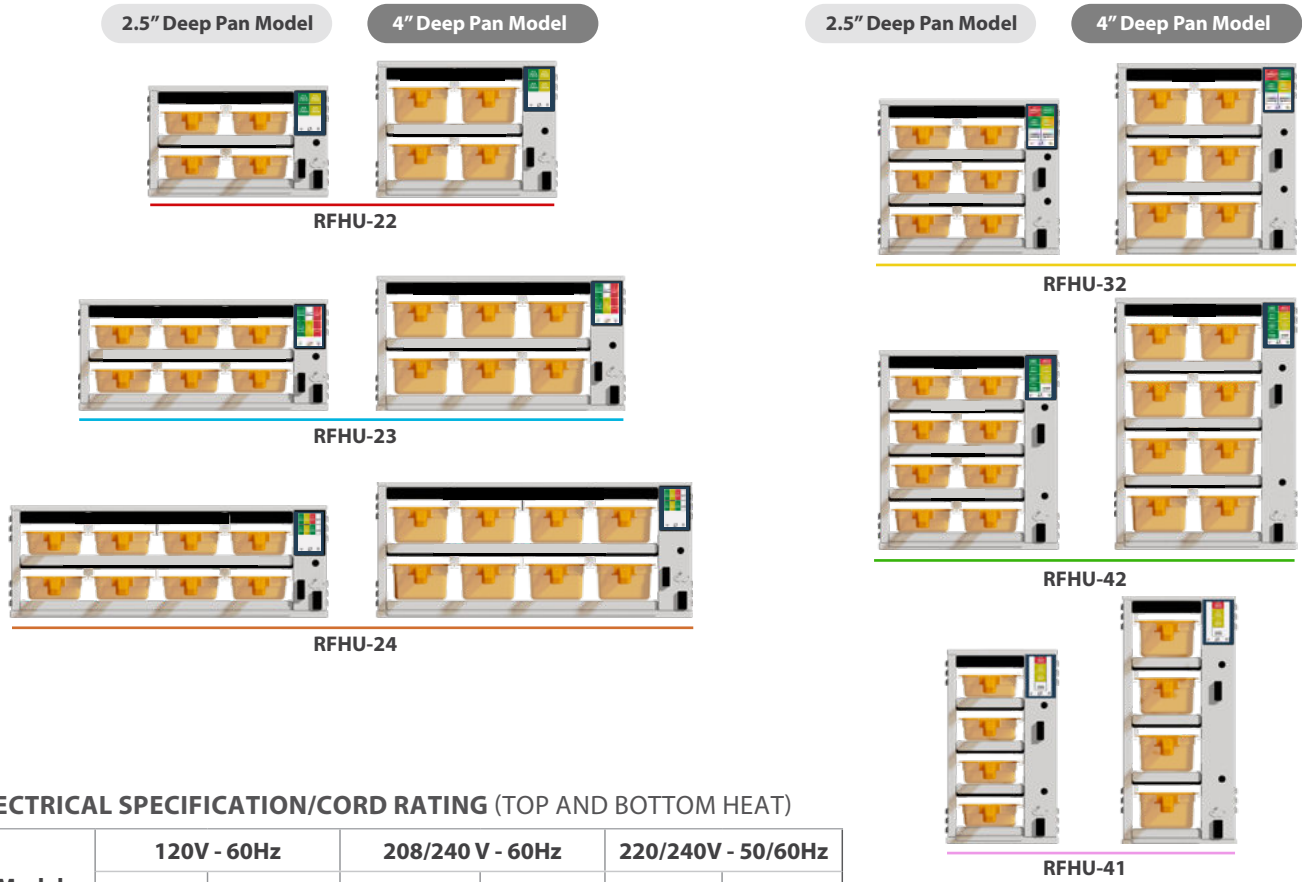 2.5” Deep Pan Model
4” Deep Pan Model
RFHU-22
RFHU-23
RFHU-24
2.5” Deep Pan Model
4” Deep Pan Model
RFHU-32
RFHU-42
RFHU-41
ECTRICAL SPECIFICATION/CORD RATING (TOP AND BOTTOM HEAT)
120V - 60Hz 208/240 V - 60Hz 220/240V - 50/60Hz